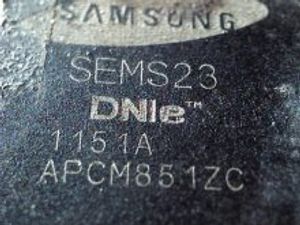 SAMSUNG
SEMS23
DNIe™
1151A
APCM851ZC